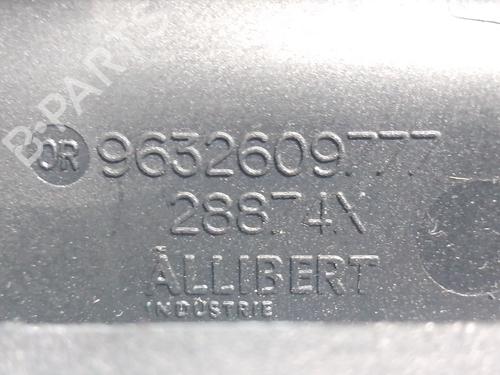 B-PARTS
OR 9632609777
28874X
ALLIBERT
INDUSTRIE